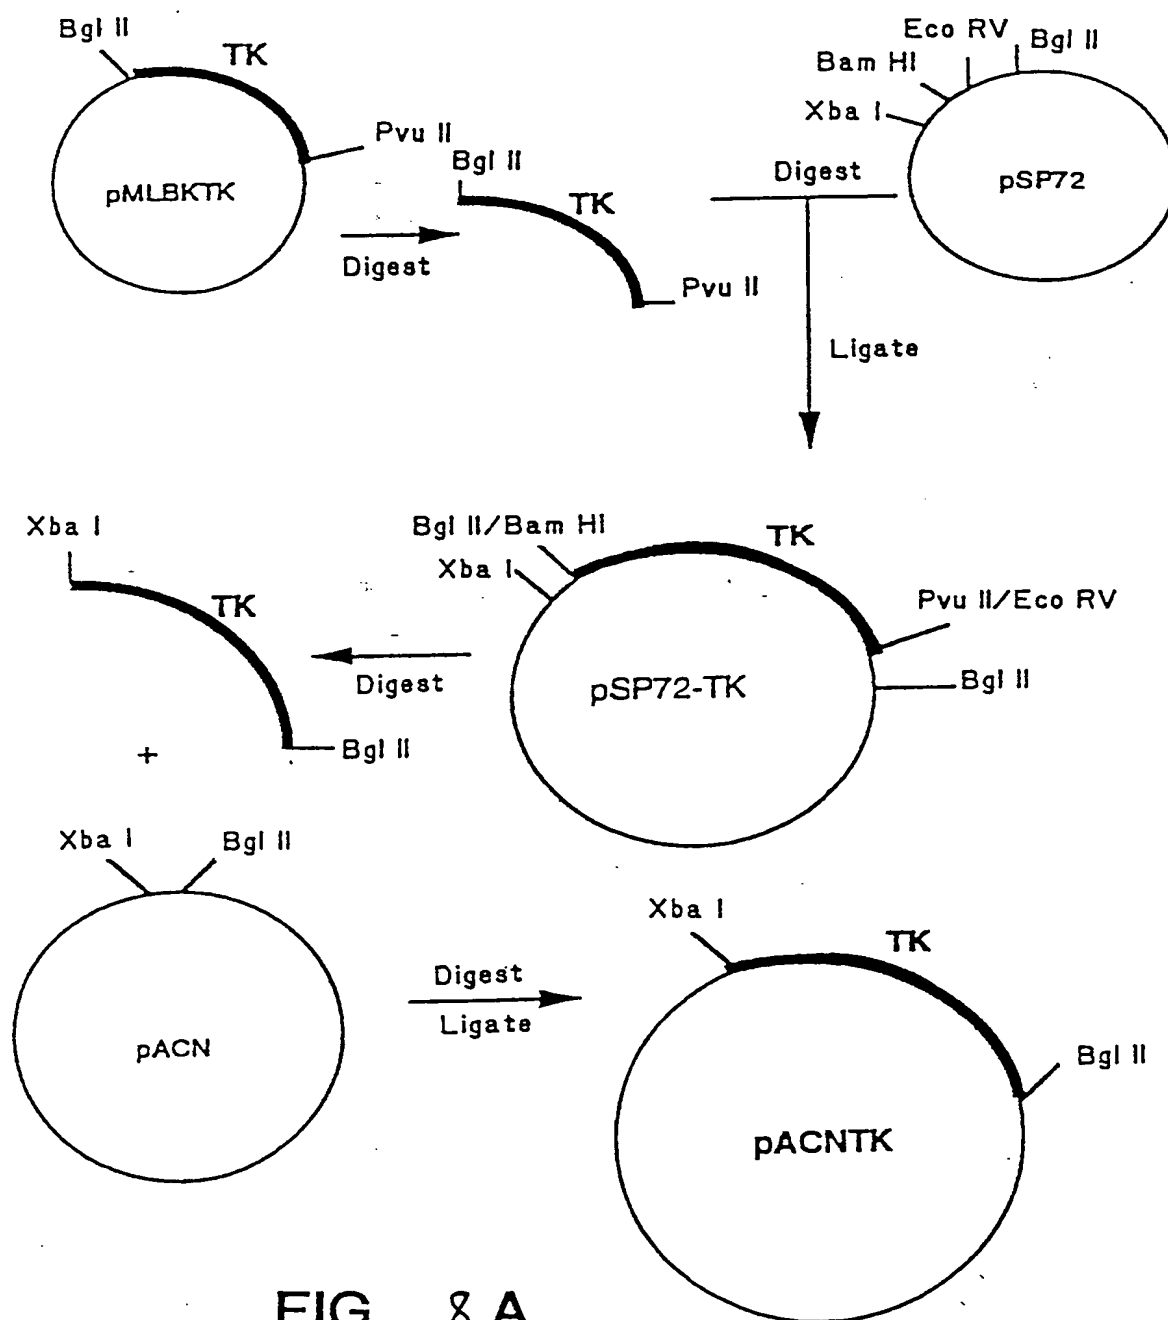 Bgl II
TK
Pvu II
pMLBKTK
Digest
Bgl II
TK
Pvu II
Eco RV
Bgl II
Bam HI
Xba I
pSP72
Digest
Ligate
Xba I
TK
Bgl II
Digest
Bgl II/Bam HI
Xba I
TK
Pvu II/Eco RV
Bgl II
pSP72-TK
+
Xba I
Bgl II
pACN
Digest
Ligate
Xba I
TK
Bgl II
pACNTK
FIG 8 A